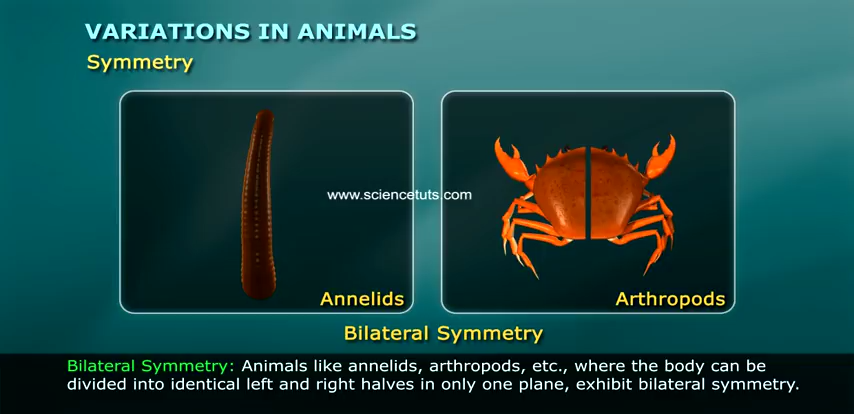 VARIATIONS IN ANIMALS
Symmetry
www.sciencetuts.com
Annelids
Arthropods
Bilateral Symmetry
Bilateral Symmetry: Animals like annelids, arthropods, etc., where the body can be
divided into identical left and right halves in only one plane, exhibit bilateral symmetry.